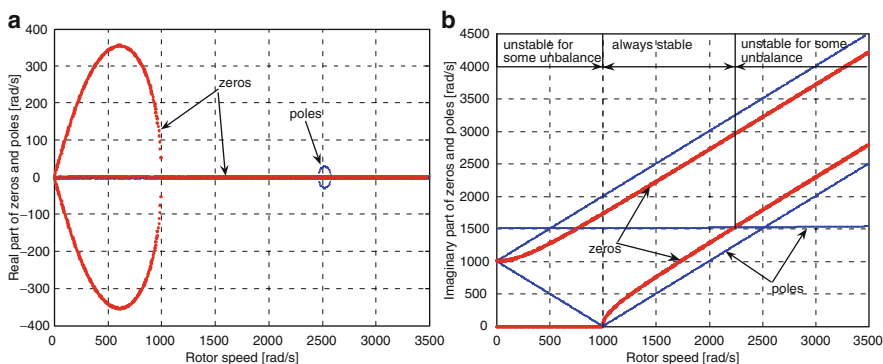 a
Real part of zeros and poles [rad/s]
400
300
200
100
0
−100
−200
−300
−400
zeros
poles
0 500 1000 1500 2000 2500 3000 3500
Rotor speed [rad/s]
b
Imaginary part of zeros and poles [rad/s]
4500
4000
3500
3000
2500
2000
1500
1000
500
0
unstable for
some unbalance
always stable
unstable for some
unbalance
zeros
poles
0 500 1000 1500 2000 2500 3000 3500
Rotor speed [rad/s]